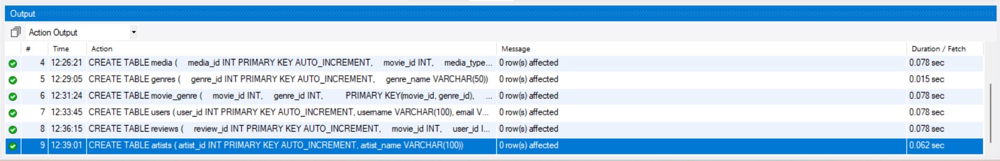 Output
Action Output
# Time Action Message Duration / Fetch
4 12:26:21 CREATE TABLE media ( media_id INT PRIMARY KEY AUTO_INCREMENT, movie_id INT, media_type... 0 row(s) affected 0.078 sec
5 12:29:05 CREATE TABLE genres ( genre_id INT PRIMARY KEY AUTO_INCREMENT, genre_name VARCHAR(50)) 0 row(s) affected 0.015 sec
6 12:31:24 CREATE TABLE movie_genre ( movie_id INT, genre_id INT, PRIMARY KEY(movie_id, genre_id), ... 0 row(s) affected 0.078 sec
7 12:33:45 CREATE TABLE users ( user_id INT PRIMARY KEY AUTO_INCREMENT, username VARCHAR(100), email V... 0 row(s) affected 0.078 sec
8 12:36:15 CREATE TABLE reviews ( review_id INT PRIMARY KEY AUTO_INCREMENT, movie_id INT, user_id I... 0 row(s) affected 0.078 sec
9 12:39:01 CREATE TABLE artists ( artist_id INT PRIMARY KEY AUTO_INCREMENT, artist_name VARCHAR(100)) 0 row(s) affected 0.062 sec